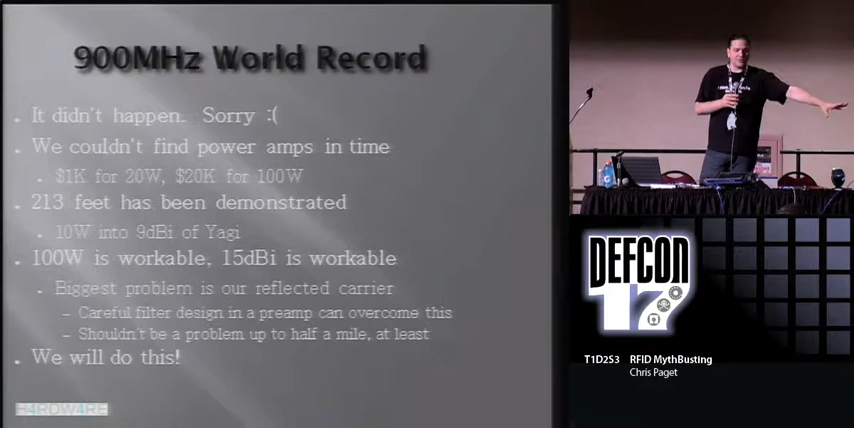 900MHz World Record
It didn't happen. Sorry :(
We couldn't find power amps in time
$1K for 20W, $20K for 100W
213 feet has been demonstrated
10W into 9dBi of Yagi
100W is workable, 15dBi is workable
Biggest problem is our reflected carrier
– Careful filter design in a preamp can overcome this
– Shouldn't be a problem up to half a mile, at least
We will do this!
H4RDW4RE
DEFCON
17
T1D2S3 RFID MythBusting
Chris Paget